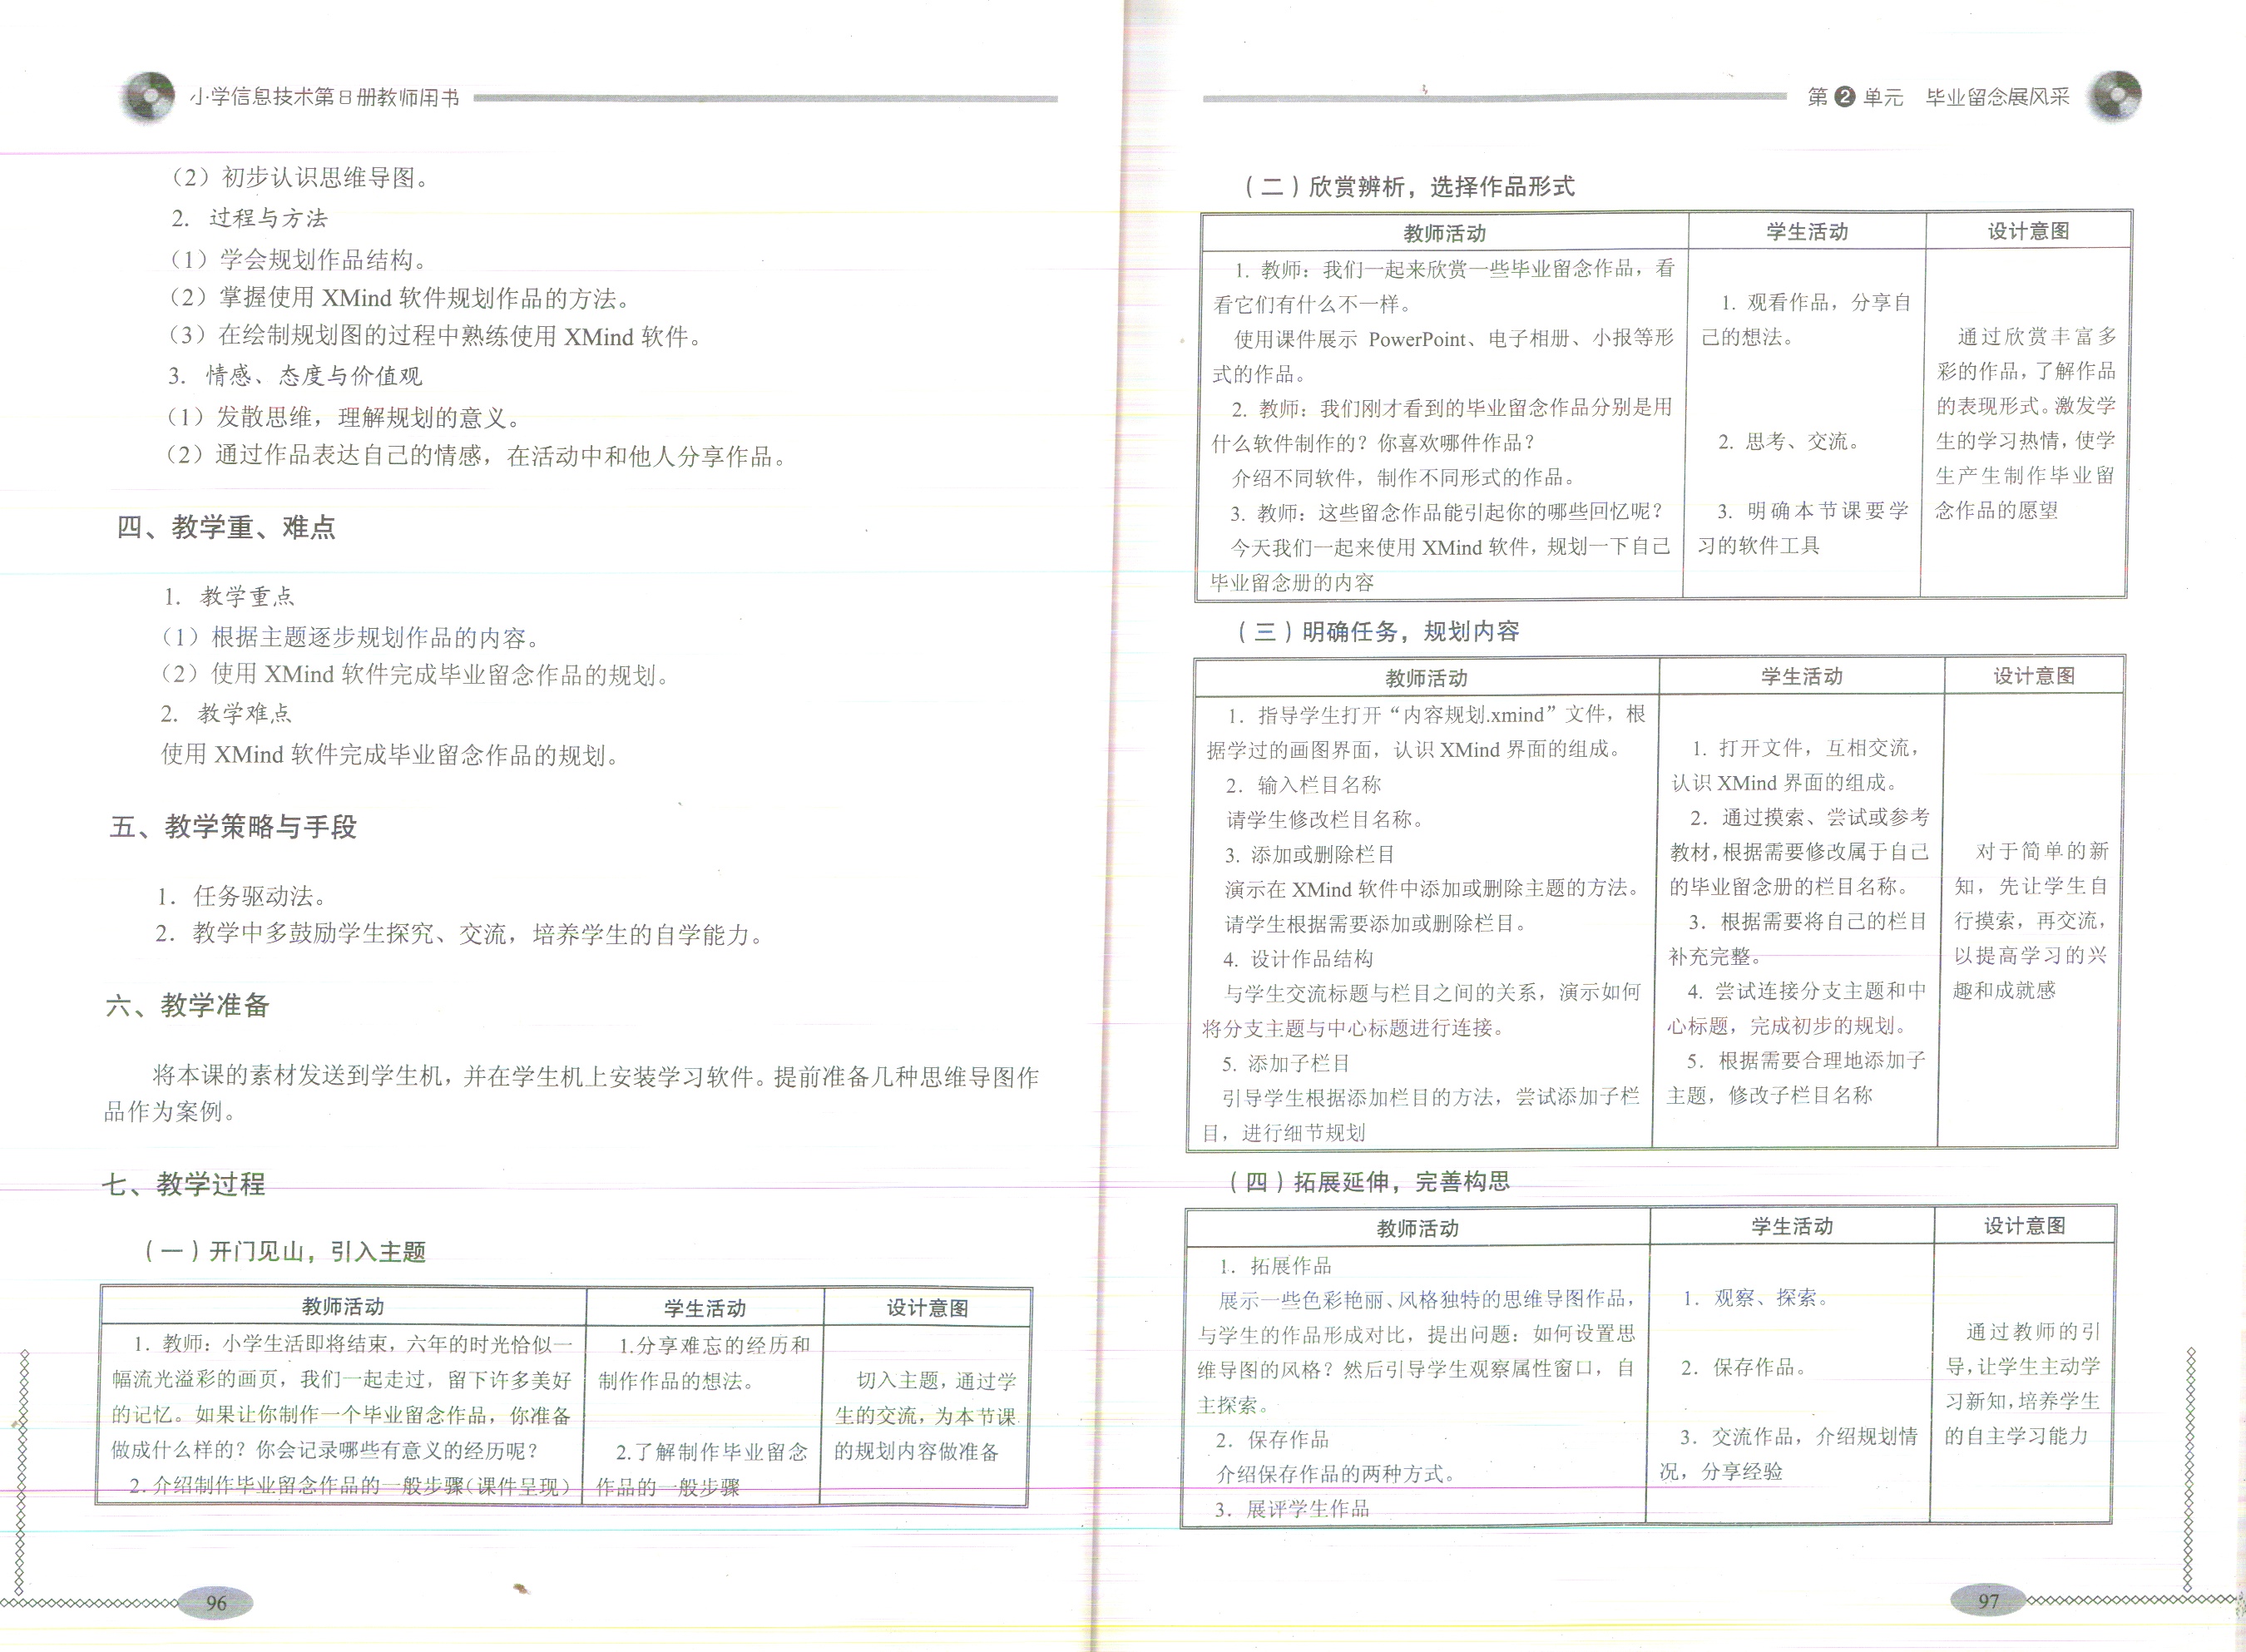 小学信息技术第8册教师用书
（2）初步认识思维导图。
2. 过程与方法
（1）学会规划作品结构。
（2）掌握使用 XMind 软件规划作品的方法。
（3）在绘制规划图的过程中熟练使用 XMind 软件。
3. 情感、态度与价值观
（1）发散思维，理解规划的意义。
（2）通过作品表达自己的情感，在活动中和他人分享作品。
四、教学重、难点
1. 教学重点
（1）根据主题逐步规划作品的内容。
（2）使用 XMind 软件完成毕业留念作品的规划。
2. 教学难点
使用 XMind 软件完成毕业留念作品的规划。
五、教学策略与手段
1. 任务驱动法。
2. 教学中多鼓励学生探究、交流，培养学生的自学能力。
六、教学准备
将本课的素材发送到学生机，并在学生机上安装学习软件。提前准备几种思维导图作
品作为案例。
七、教学过程
（一）开门见山，引入主题
教师活动
1. 教师：小学生活即将结束，六年的时光恰似一
幅流光溢彩的画页，我们一起走过，留下许多美好
的记忆。如果让你制作一个毕业留念作品，你准备
做成什么样的？你会记录哪些有意义的经历呢？
2. 介绍制作毕业留念作品的一般步骤（课件呈现）
学生活动
1.分享难忘的经历和
制作作品的想法。
2.了解制作毕业留念
作品的一般步骤
设计意图
切入主题，通过学
生的交流，为本节课
的规划内容做准备
96
第2单元 毕业留念展风采
（二）欣赏辨析，选择作品形式
教师活动
1. 教师：我们一起来欣赏一些毕业留念作品，看
看它们有什么不一样。
使用课件展示 PowerPoint、电子相册、小报等形
式的作品。
2. 教师：我们刚才看到的毕业留念作品分别是用
什么软件制作的？你喜欢哪件作品？
介绍不同软件，制作不同形式的作品。
3. 教师：这些留念作品能引起你的哪些回忆呢？
今天我们一起来使用 XMind 软件，规划一下自己
毕业留念册的内容
学生活动
1. 观看作品，分享自
己的想法。
2. 思考、交流。
3. 明确本节课要学
习的软件工具
设计意图
通过欣赏丰富多
彩的作品，了解作品
的表现形式。激发学
生的学习热情，使学
生产生制作毕业留
念作品的愿望
（三）明确任务，规划内容
教师活动
1. 指导学生打开“内容规划.xmind”文件，根
据学过的画图界面，认识 XMind 界面的组成。
2. 输入栏目名称
请学生修改栏目名称。
3. 添加或删除栏目
演示在 XMind 软件中添加或删除主题的方法。
请学生根据需要添加或删除栏目。
4. 设计作品结构
与学生交流标题与栏目之间的关系，演示如何
将分支主题与中心标题进行连接。
5. 添加子栏目
引导学生根据添加栏目的方法，尝试添加子栏
目，进行细节规划
学生活动
1. 打开文件，互相交流，
认识 XMind 界面的组成。
2. 通过摸索、尝试或参考
教材，根据需要修改属于自己
的毕业留念册的栏目名称。
3. 根据需要将自己的栏目
补充完整。
4. 尝试连接分支主题和中
心标题，完成初步的规划。
5. 根据需要合理地添加子
主题，修改子栏目名称
设计意图
对于简单的新
知，先让学生自
行摸索，再交流，
以提高学习的兴
趣和成就感
（四）拓展延伸，完善构思
教师活动
1. 拓展作品
展示一些色彩艳丽、风格独特的思维导图作品，
与学生的作品形成对比，提出问题：如何设置思
维导图的风格？然后引导学生观察属性窗口，自
主探索。
2. 保存作品
介绍保存作品的两种方式。
3. 展评学生作品
学生活动
1. 观察、探索。
2. 保存作品。
3. 交流作品，介绍规划情
况，分享经验
设计意图
通过教师的引
导，让学生主动学
习新知，培养学生
的自主学习能力
97